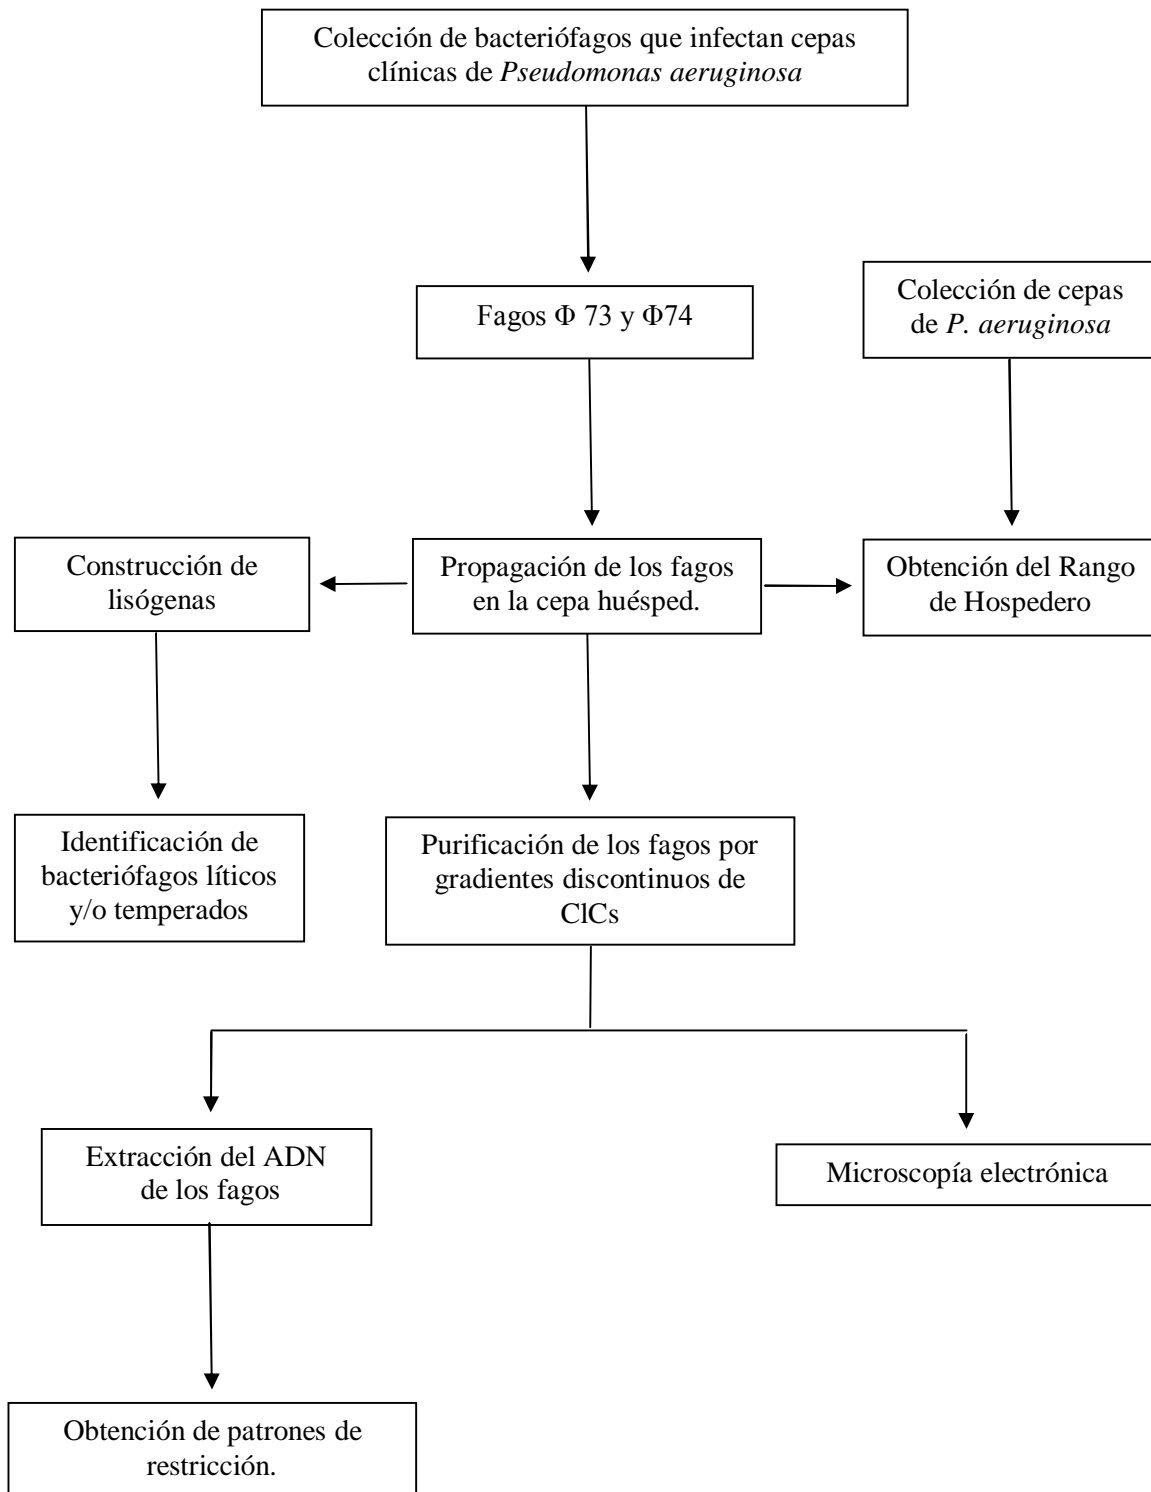 Colección de bacteriófagos que infectan cepas
clínicas de Pseudomonas aeruginosa
Fagos Φ 73 y Φ74
Colección de cepas
de P. aeruginosa
Construcción de
lisógenas
Propagación de los fagos
en la cepa huésped.
Obtención del Rango
de Hospedero
Identificación de
bacteriófagos líticos
y/o temperados
Purificación de los fagos por
gradientes discontinuos de
ClCs
Extracción del ADN
de los fagos
Microscopía electrónica
Obtención de patrones de
restricción.